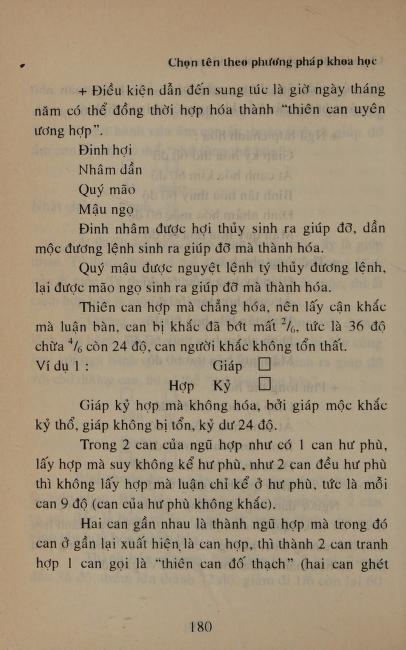 Chọn tên theo phương pháp khoa học
+ Điều kiện dẫn đến sung túc là giờ ngày tháng
năm có thể đồng thời hợp hóa thành “thiên can uyên
ương hợp”.
Đinh hợi
Nhâm dần
Quý mão
Mậu ngọ
Đinh nhâm được hợi thủy sinh ra giúp đỡ, dần
mộc đương lệnh sinh ra giúp đỡ mà thành hóa.
Quý mậu được nguyệt lệnh tý thủy đương lệnh,
lại được mão ngọ sinh ra giúp đỡ mà thành hóa.
Thiên can hợp mà chẳng hóa, nên lấy cận khắc
mà luận bàn, can bị khắc đã bớt mất 2/6, tức là 36 độ
chừa 4/6 còn 24 độ, can người khắc không tổn thất.
Ví dụ 1 : Giáp □
Hợp Kỷ □
Giáp kỷ hợp mà không hóa, bởi giáp mộc khắc
kỷ thổ, giáp không bị tổn, kỷ dư 24 độ.
Trong 2 can của ngũ hợp như có 1 can hư phù,
lấy hợp mà suy không kể hư phù, như 2 can đều hư phù
thì không lấy hợp mà luận chỉ kể ở hư phù, tức là mỗi
can 9 độ (can của hư phù không khắc).
Hai can gần nhau là thành ngũ hợp mà trong đó
can ở gần lại xuất hiện là can hợp, thì thành 2 can tranh
hợp 1 can gọi là “thiên can đố thạch” (hai can ghét
180